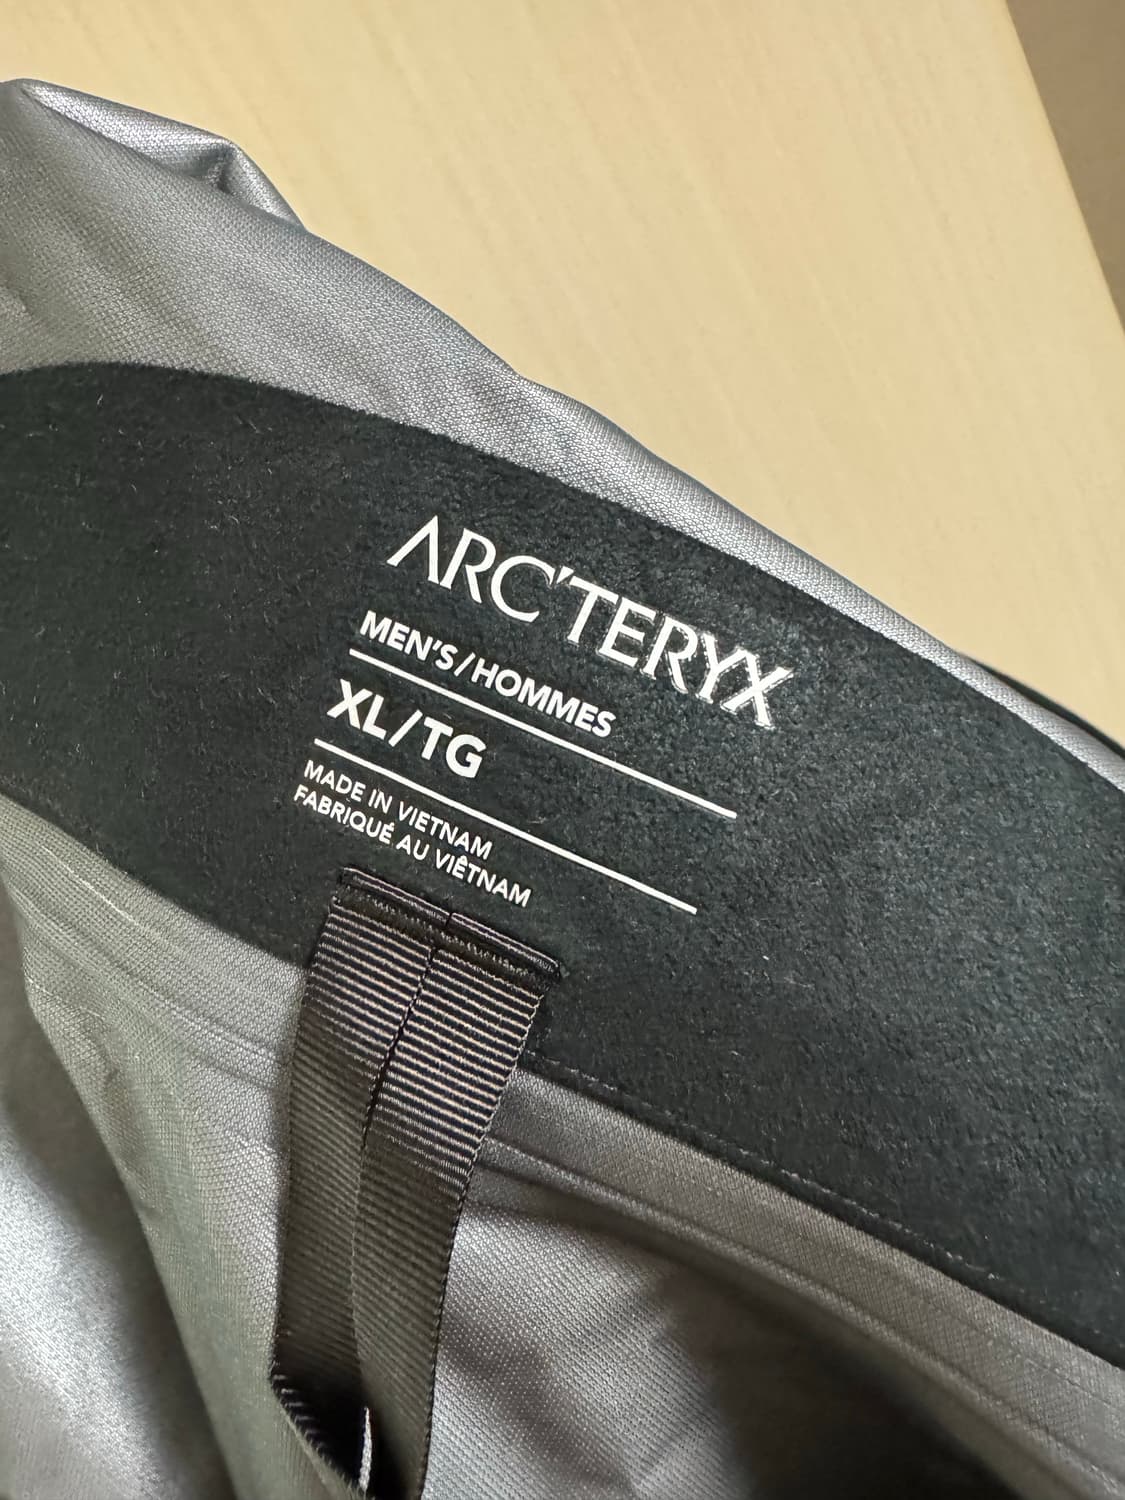 ARC'TERYX
MEN'S/HOMMES
XL/TG
MADE IN VIETNAM
FABRIQUÉ AU VIÊTNAM